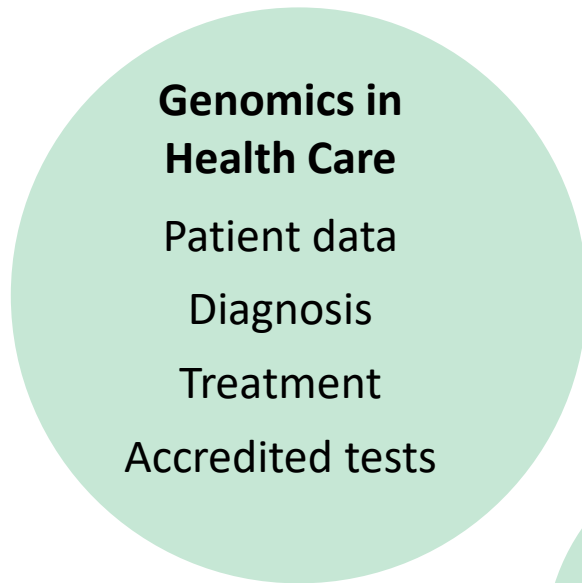 Genomics in
Health Care
Patient data
Diagnosis
Treatment
Accredited tests